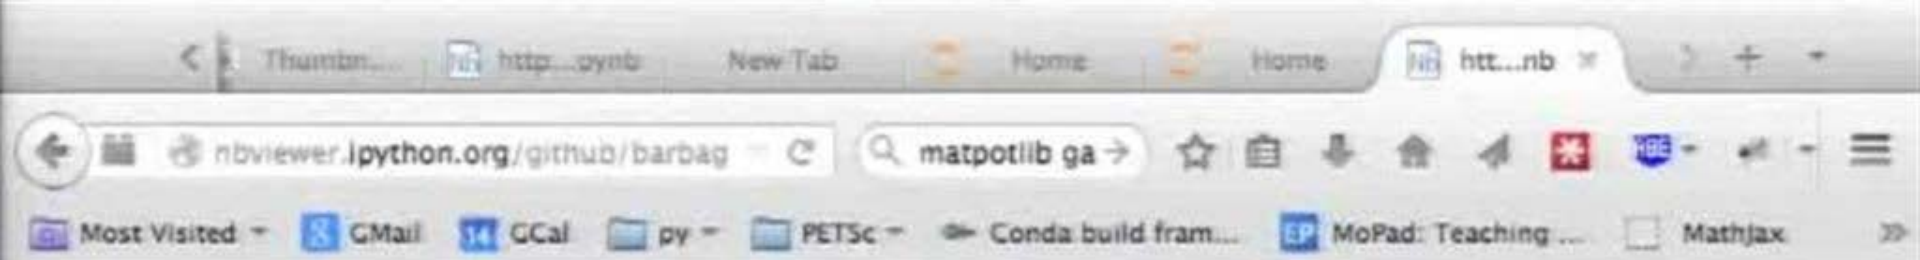 Thumbn... http...pynb New Tab Home Home htt...nb
nbviewer.ipython.org/github/barbag matpotlib ga
Most Visited GMail GCal py PETSc Conda build fram... MoPad: Teaching ... MathJax